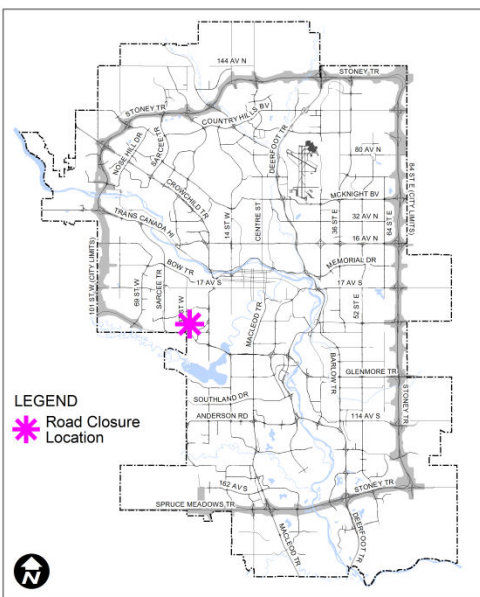 144 AV N
STONEY TR
STONEY TR
COUNTRY HILLS BV
NOSE HILL DR
SARCEE TR
DEERFOOT TR
80 AV N
CROWCHILD TR
MCKNIGHT BV
84 ST E (CITY LIMITS)
14 ST W
CENTRE ST
36 ST E
32 AV N
64 ST E
TRANS CANADA HI
16 AV N
BOW TR
MEMORIAL DR
101 ST W (CITY LIMITS)
69 ST W
SARCEE TR
17 AV S
17 AV S
ST W
MACLEOD TR
52 ST E
BARLOW TR
GLENMORE TR
LEGEND
Road Closure
Location
SOUTHLAND DR
ANDERSON RD
114 AV S
STONEY TR
162 AV S
STONEY TR
SPRUCE MEADOWS TR
MACLEOD TR
DEERFOOT TR
N